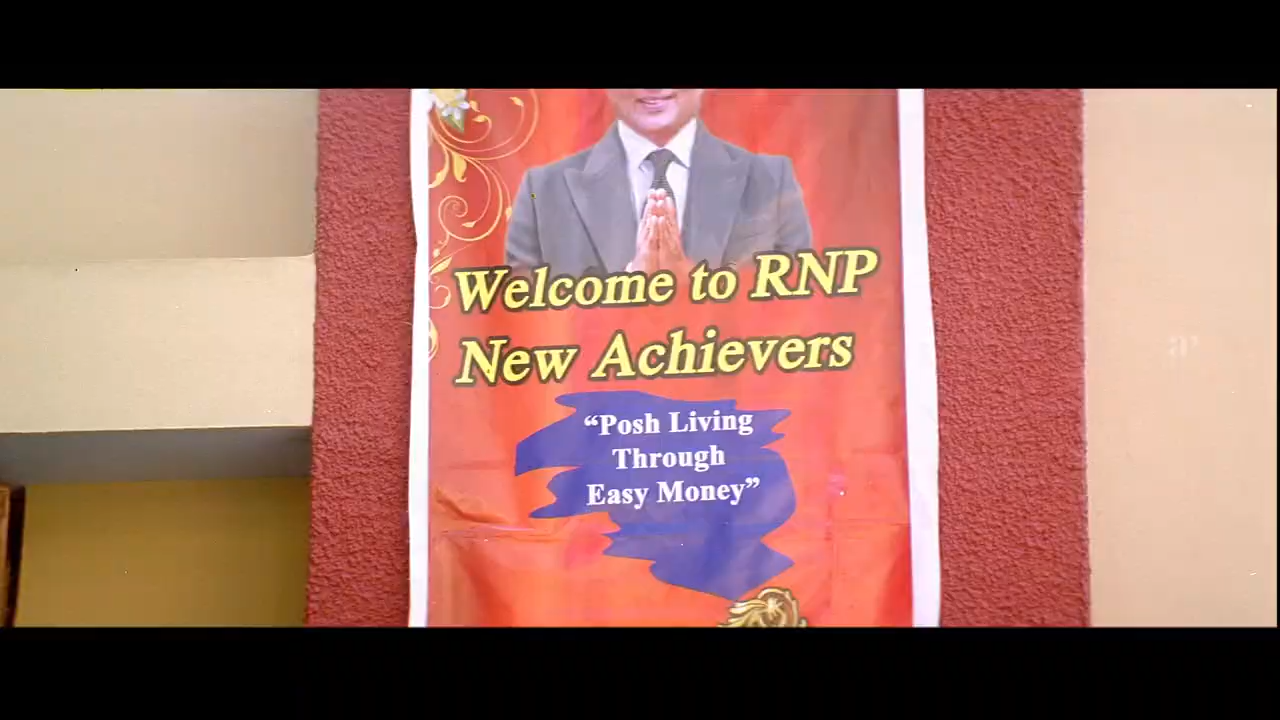 Welcome to RNP
New Achievers
“Posh Living
Through
Easy Money”